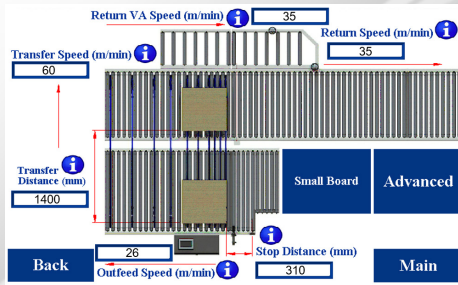 Return VA Speed (m/min)
i
35
Return Speed (m/min)
i
35
Transfer Speed (m/min)
i
60
i
Transfer
Distance (mm)
1400
Small Board
Advanced
26
Outfeed Speed (m/min)
i
i
Stop Distance (mm)
310
Back
Main